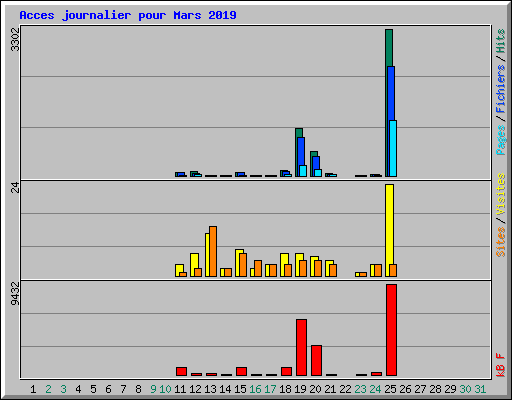 Acces journalier pour Mars 2019
3302
24
9432
Pages / Fichiers / Hits
Sites / Visites
kB F
1 2 3 4 5 6 7 8 9 10 11 12 13 14 15 16 17 18 19 20 21 22 23 24 25 26 27 28 29 30 31